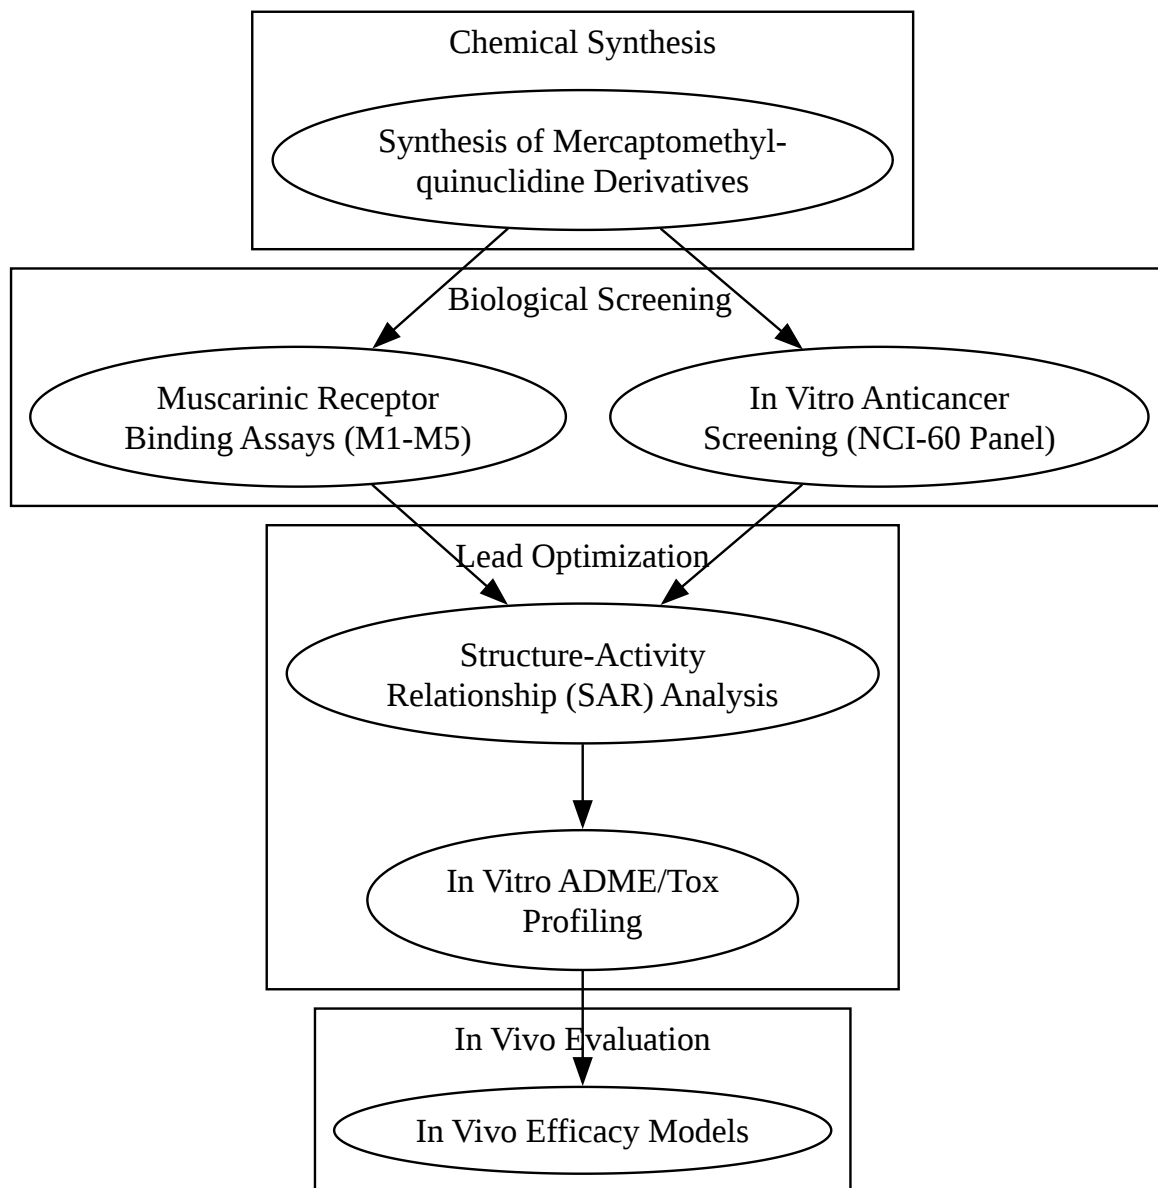 Chemical Synthesis
Synthesis of Mercaptomethyl-
quinuclidine Derivatives
Biological Screening
Muscarinic Receptor
Binding Assays (M1-M5)
In Vitro Anticancer
Screening (NCI-60 Panel)
Lead Optimization
Structure-Activity
Relationship (SAR) Analysis
In Vitro ADME/Tox
Profiling
In Vivo Evaluation
In Vivo Efficacy Models